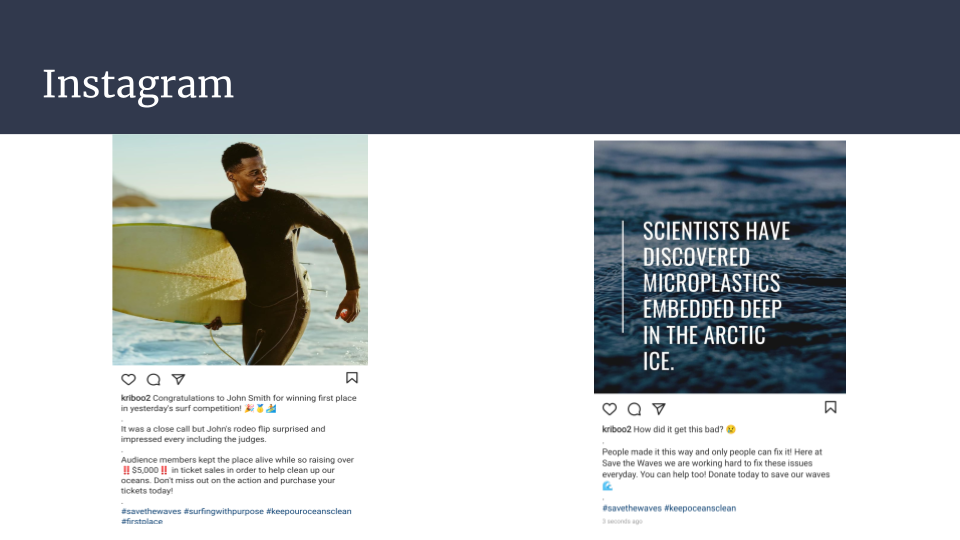 Instagram
kriboo2 Congratulations to John Smith for winning first place
in yesterday's surf competition! 🎉🥇🏄
.
It was a close call but John's rodeo flip surprised and
impressed every including the judges.
.
Audience members kept the place alive while so raising over
‼️$5,000‼️ in ticket sales in order to help clean up our
oceans. Don't miss out on the action and purchase your
tickets today!
.
#savethewaves #surfingwithpurpose #keepouroceansclean
#firstplace
SCIENTISTS HAVE
DISCOVERED
MICROPLASTICS
EMBEDDED DEEP
IN THE ARCTIC
ICE.
kriboo2 How did it get this bad? 😢
.
People made it this way and only people can fix it! Here at
Save the Waves we are working hard to fix these issues
everyday. You can help too! Donate today to save our waves
🌊
.
#savethewaves #keepoceansclean
3 seconds ago